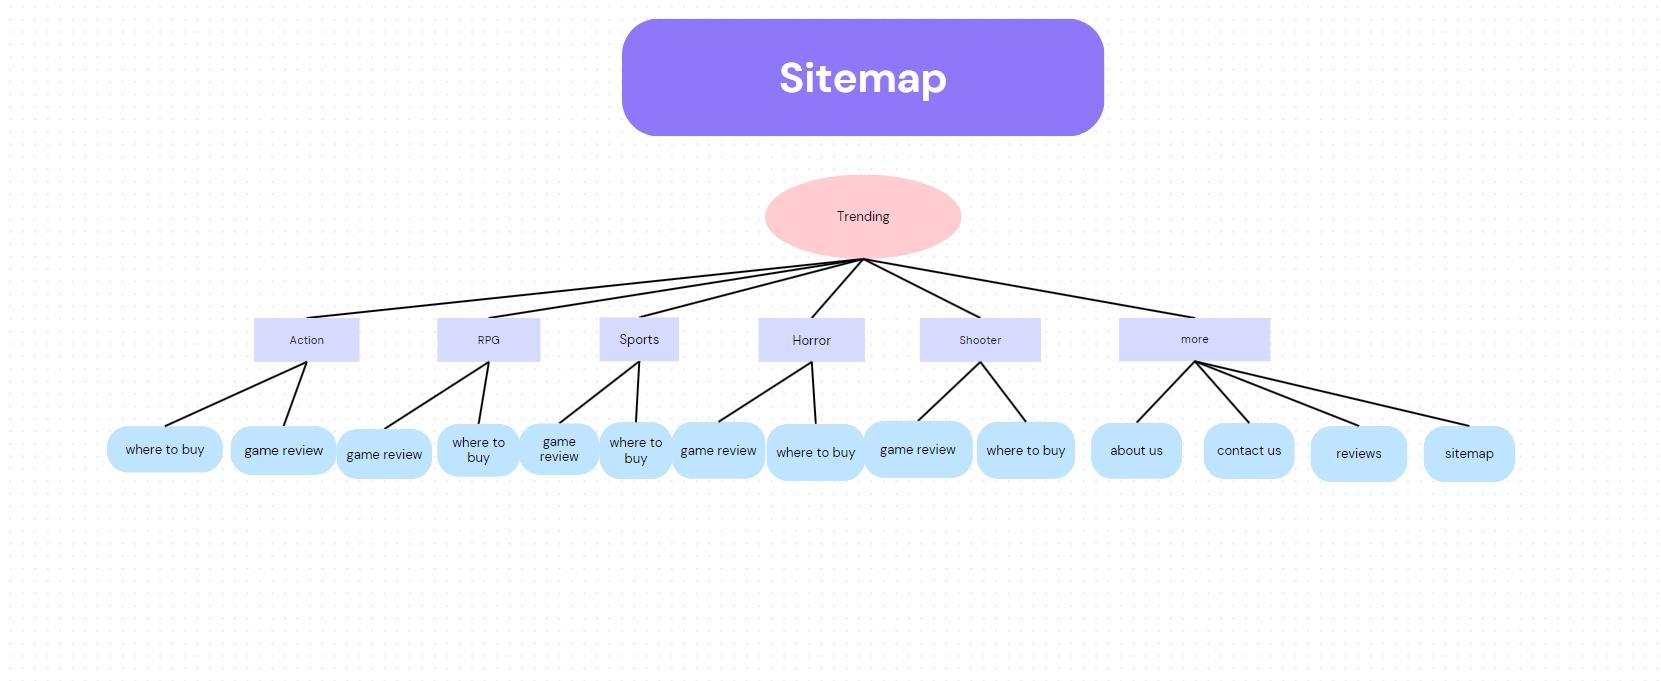 Sitemap
Trending
Action
RPG
Sports
Horror
Shooter
more
where to buy
game review
game review
where to
buy
game
review
where to
buy
game review
where to buy
game review
where to buy
about us
contact us
reviews
sitemap